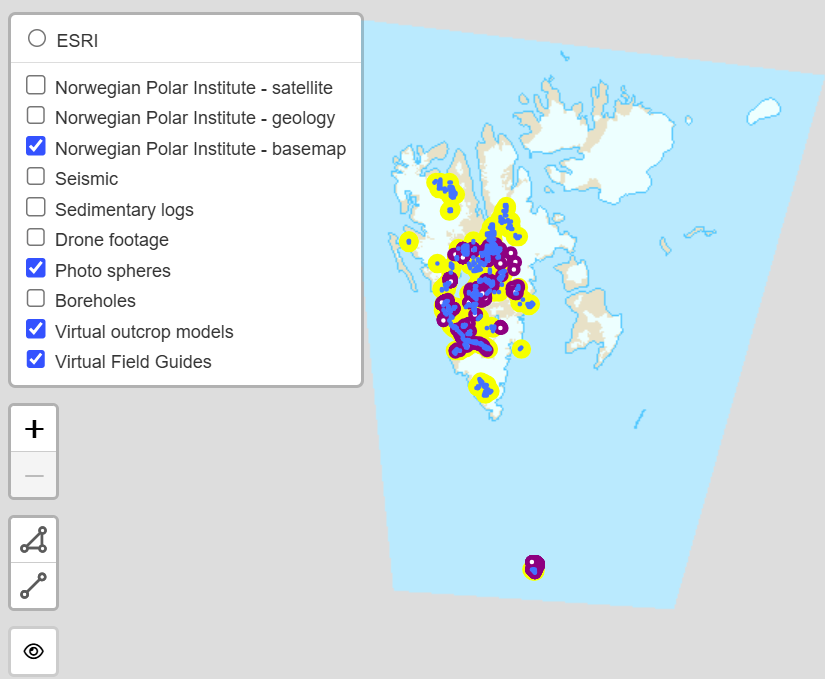 ESRI
Norwegian Polar Institute - satellite
Norwegian Polar Institute - geology
Norwegian Polar Institute - basemap
Seismic
Sedimentary logs
Drone footage
Photo spheres
Boreholes
Virtual outcrop models
Virtual Field Guides